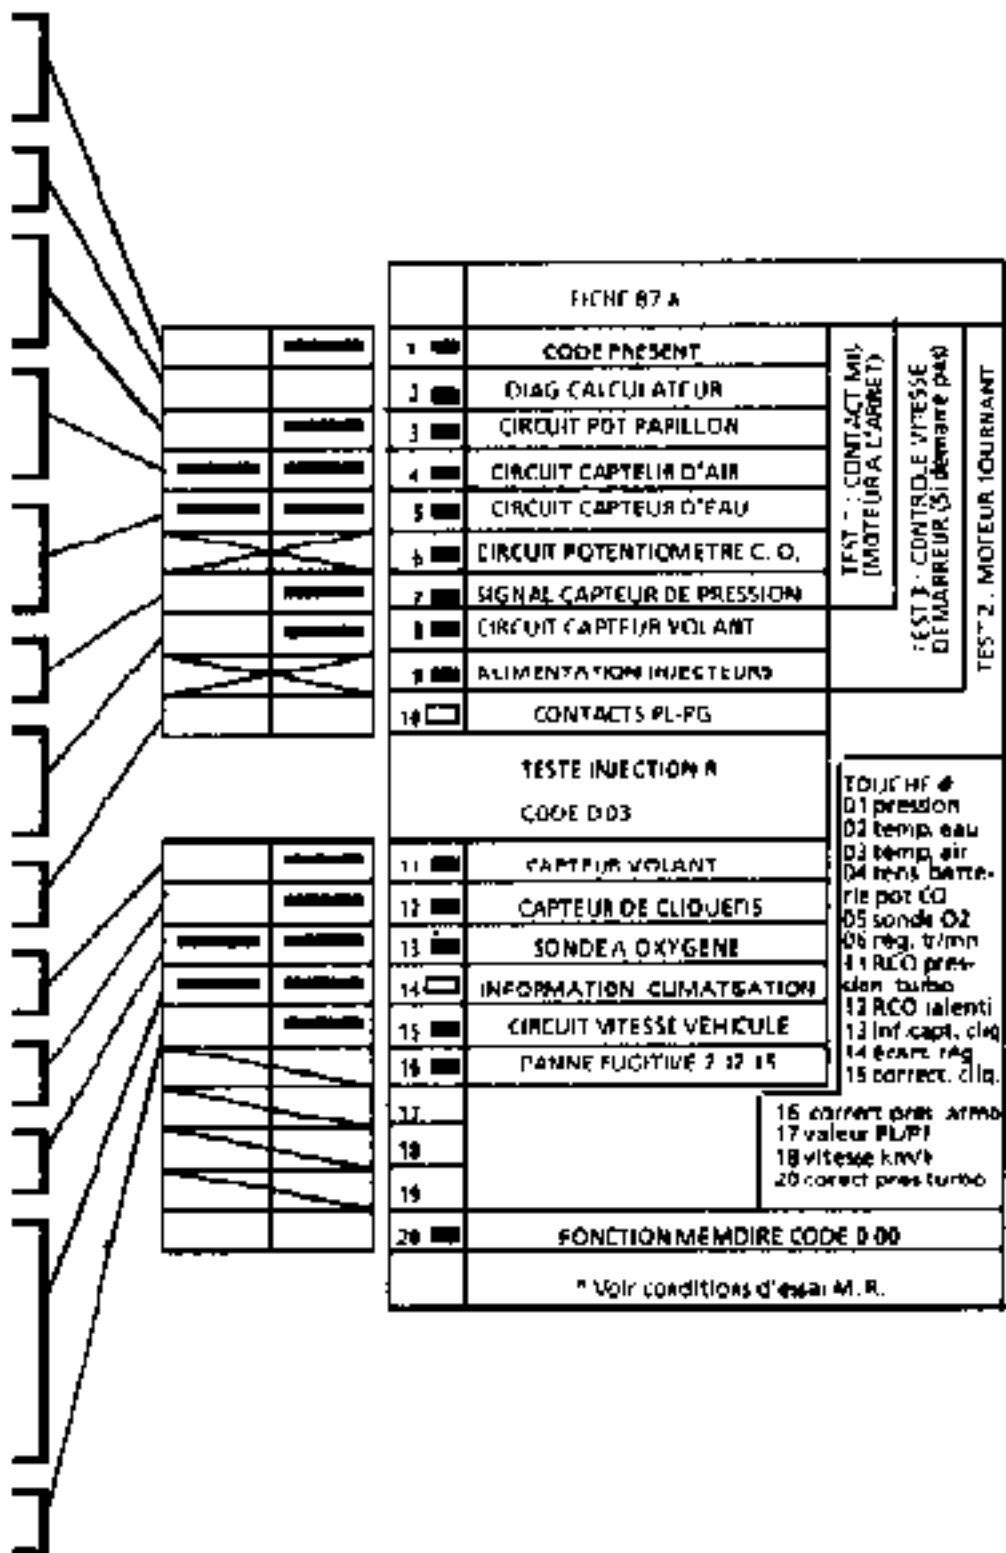 FICHE 87 A
1 CODE PRESENT
2 DIAG CALCULATEUR
3 CIRCUIT POT PAPILLON
4 CIRCUIT CAPTEUR D'AIR
5 CIRCUIT CAPTEUR D'EAU
6 CIRCUIT POTENTIOMETRE C. O.
7 SIGNAL CAPTEUR DE PRESSION
8 CIRCUIT CAPTEUR VOLANT
9 ALIMENTATION INJECTEURS
10 CONTACTS PL-PG
TEST 1 : CONTACT MIS
(MOTEUR A L'ARRET)
TEST 3 : CONTROLE VITESSE
DEMARREUR (Si démarre pas)
TEST 2 . MOTEUR TOURNANT
TESTE INJECTION R
CODE D03
11 CAPTEUR VOLANT
12 CAPTEUR DE CLIQUETIS
13 SONDE A OXYGENE
14 INFORMATION CLIMATISATION
15 CIRCUIT VITESSE VEHICULE
16 PANNE FUGITIVE
17
18
19
TOUCHE #
01 pression
02 temp. eau
03 temp. air
04 tens. batte-
rie pot CO
05 sonde O2
06 rég. tr/mn
11 RCO pres-
sion turbo
12 RCO ralenti
13 inf. capt. cliq
14 écart. rég
15 correct. cliq.
16 correct pres armo
17 valeur PL/PF
18 vitesse km/h
20 corect pres turbo
20 FONCTION MEMOIRE CODE 0 00
* Voir conditions d'essai M. R.